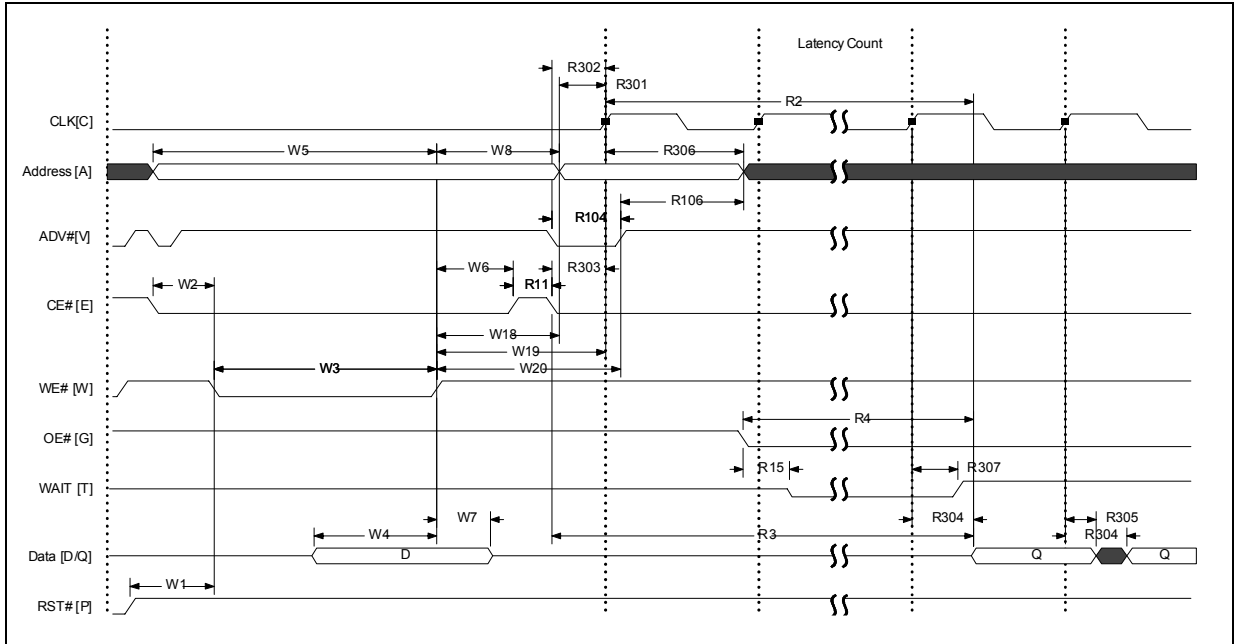 Latency Count
R302
R301
R2
CLK[C]
W5
W8
R306
Address [A]
R106
R104
ADV#[V]
W6
R303
W2
R11
CE# [E]
W18
W19
W3
W20
WE# [W]
R4
OE# [G]
R15
R307
WAIT [T]
W7
R304
R305
W4
R3
R304
Data [D/Q]
D
Q
Q
W1
RST# [P]